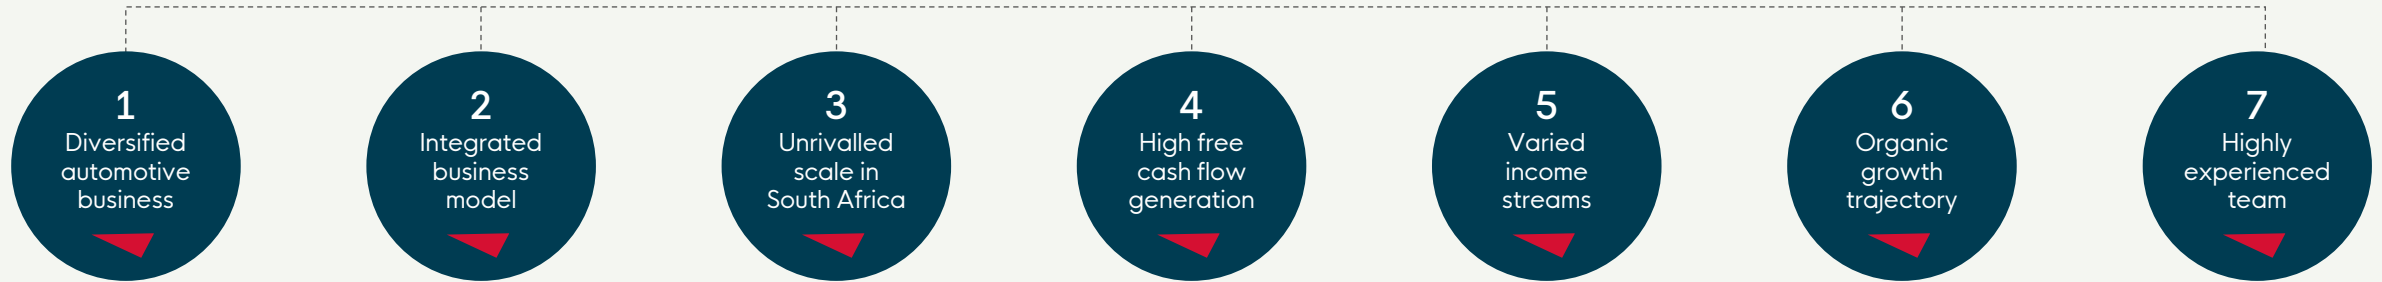 1
Diversified
automotive
business
2
Integrated
business
model
3
Unrivalled
scale in
South Africa
4
High free
cash flow
generation
5
Varied
income
streams
6
Organic
growth
trajectory
7
Highly
experienced
team